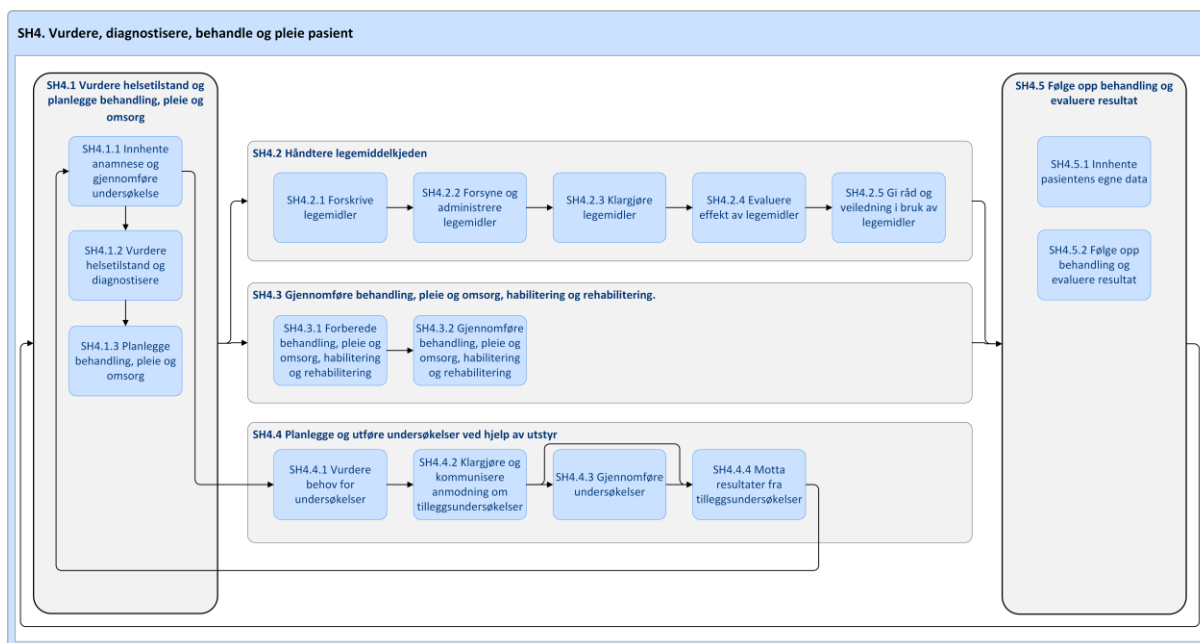 SH4. Vurdere, diagnostisere, behandle og pleie pasient
SH4.1 Vurdere helsetilstand og
planlegge behandling, pleie og
omsorg
SH4.1.1 Innhente
anamnese og
gjennomføre
undersøkelse
SH4.1.2 Vurdere
helsetilstand og
diagnostisere
SH4.1.3 Planlegge
behandling, pleie og
omsorg
SH4.2 Håndtere legemiddelkjeden
SH4.2.1 Forskrive
legemidler
SH4.2.2 Forsyne og
administrere
legemidler
SH4.2.3 Klargjøre
legemidler
SH4.2.4 Evaluere
effekt av legemidler
SH4.2.5 Gi råd og
veiledning i bruk av
legemidler
SH4.3 Gjennomføre behandling, pleie og omsorg, habilitering og rehabilitering.
SH4.3.1 Forberede
behandling, pleie og
omsorg, habilitering
og rehabilitering
SH4.3.2 Gjennomføre
behandling, pleie og
omsorg, habilitering
og rehabilitering
SH4.4 Planlegge og utføre undersøkelser ved hjelp av utstyr
SH4.4.1 Vurdere
behov for
undersøkelser
SH4.4.2 Klargjøre og
kommunisere
anmodning om
tilleggsundersøkelser
SH4.4.3 Gjennomføre
undersøkelser
SH4.4.4 Motta
resultater fra
tilleggsundersøkelser
SH4.5 Følge opp behandling og
evaluere resultat
SH4.5.1 Innhente
pasientens egne data
SH4.5.2 Følge opp
behandling og
evaluere resultat